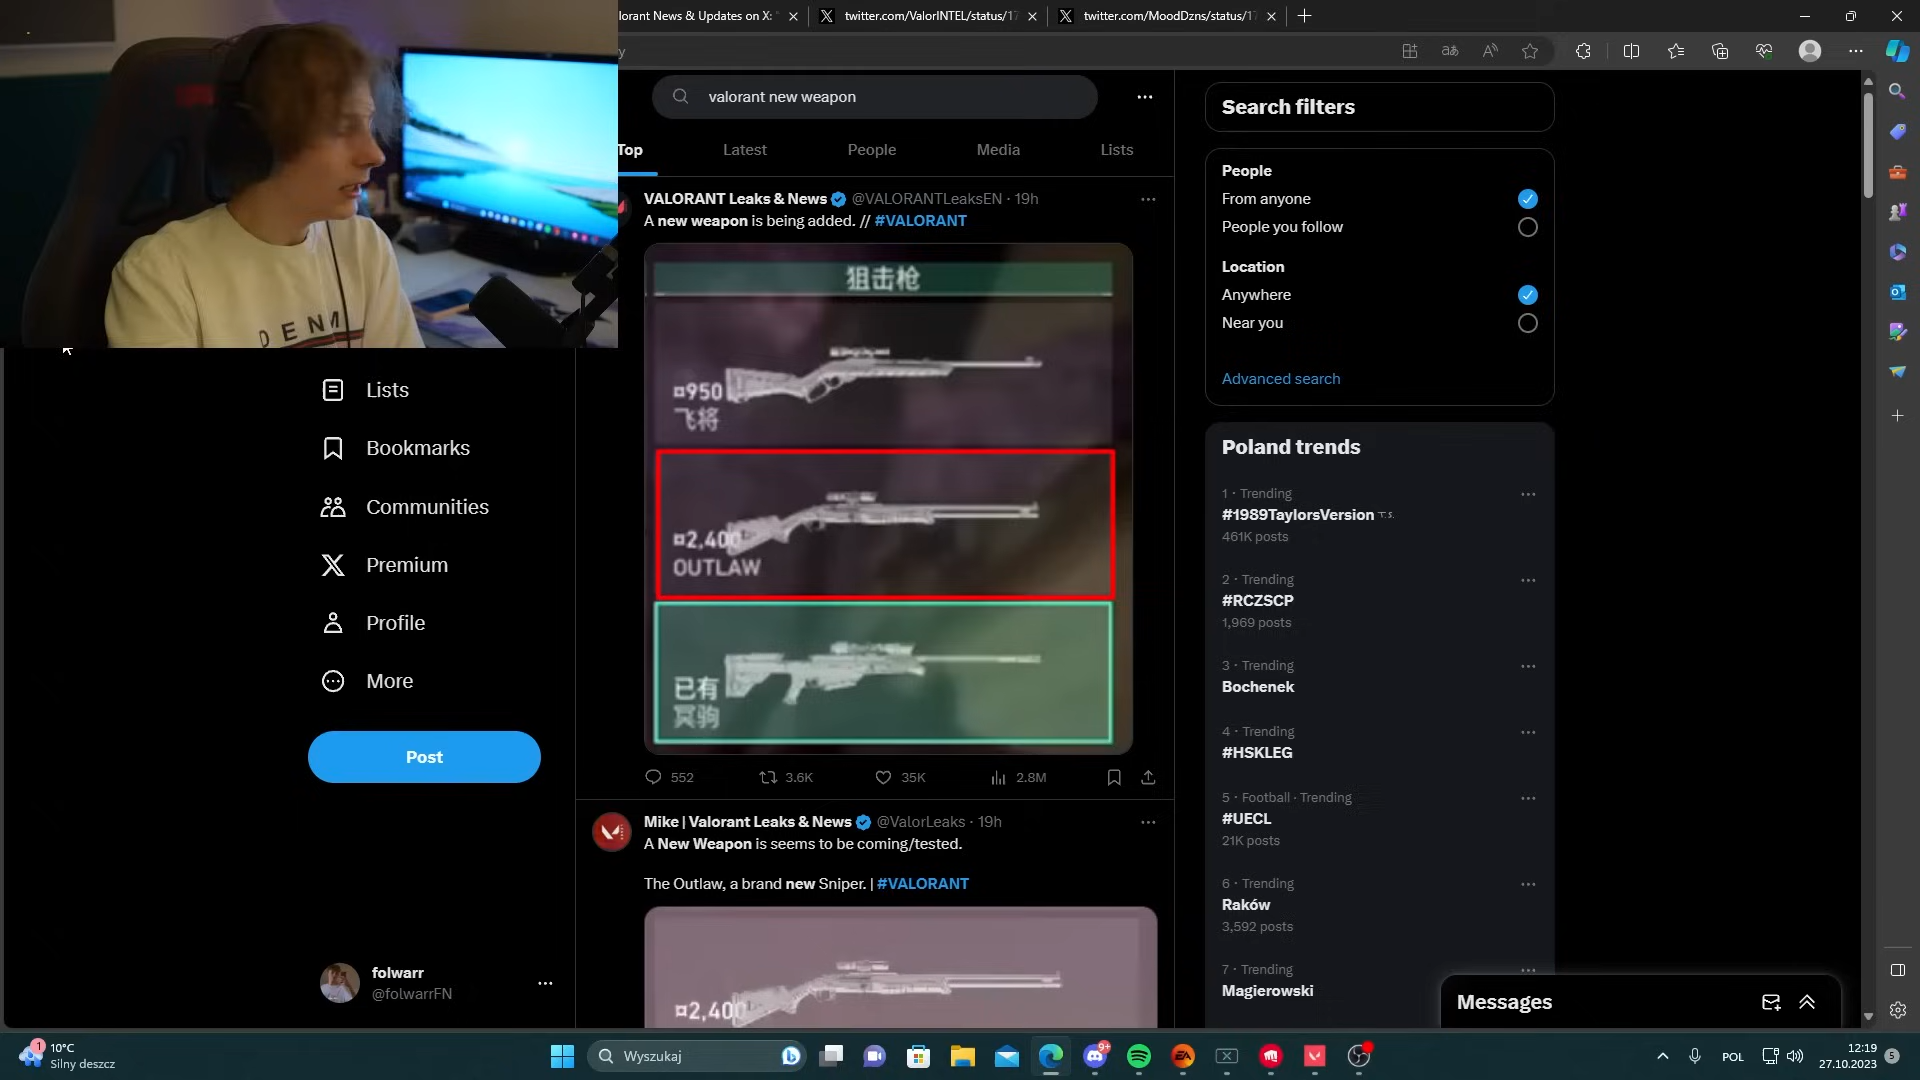 lorant News & Updates on X: "
twitter.com/ValorINTEL/status/17
twitter.com/MoodDzns/status/17
y
valorant new weapon
Top
Latest
People
Media
Lists
VALORANT Leaks & News @VALORANTLeaksEN · 19h
A new weapon is being added. // #VALORANT
狙击枪
¤950
飞将
¤2,400
OUTLAW
已有
冥驹
552
3.6K
35K
2.8M
Mike | Valorant Leaks & News @ValorLeaks · 19h
A New Weapon is seems to be coming/tested.
The Outlaw, a brand new Sniper. | #VALORANT
¤2,400
Search filters
People
From anyone
People you follow
Location
Anywhere
Near you
Advanced search
Poland trends
1 · Trending
#1989TaylorsVersion T.S.
461K posts
2 · Trending
#RCZSCP
1,969 posts
3 · Trending
Bochenek
4 · Trending
#HSKLEG
5 · Football · Trending
#UECL
21K posts
6 · Trending
Raków
3,592 posts
7 · Trending
Magierowski
Messages
Lists
Bookmarks
Communities
Premium
Profile
More
Post
folwarr
@folwarrFN
1
10°C
Silny deszcz
Wyszukaj
9+
POL
12:19
27.10.2023
5